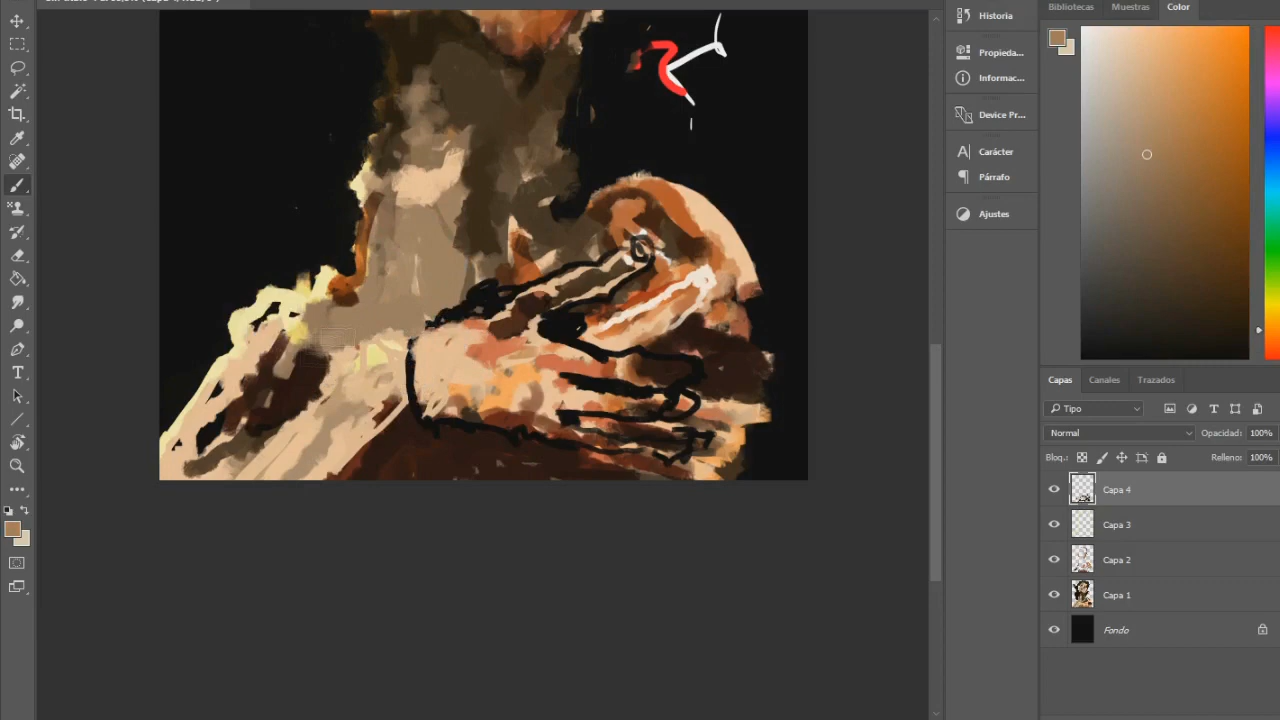 Historia
Propieda...
Informac...
Device Pr...
Carácter
Párrafo
Ajustes
Bibliotecas
Muestras
Color
Capas
Canales
Trazados
Tipo
Normal
Opacidad: 100%
Bloq.:
Relleno: 100%
Capa 4
Capa 3
Capa 2
Capa 1
Fondo